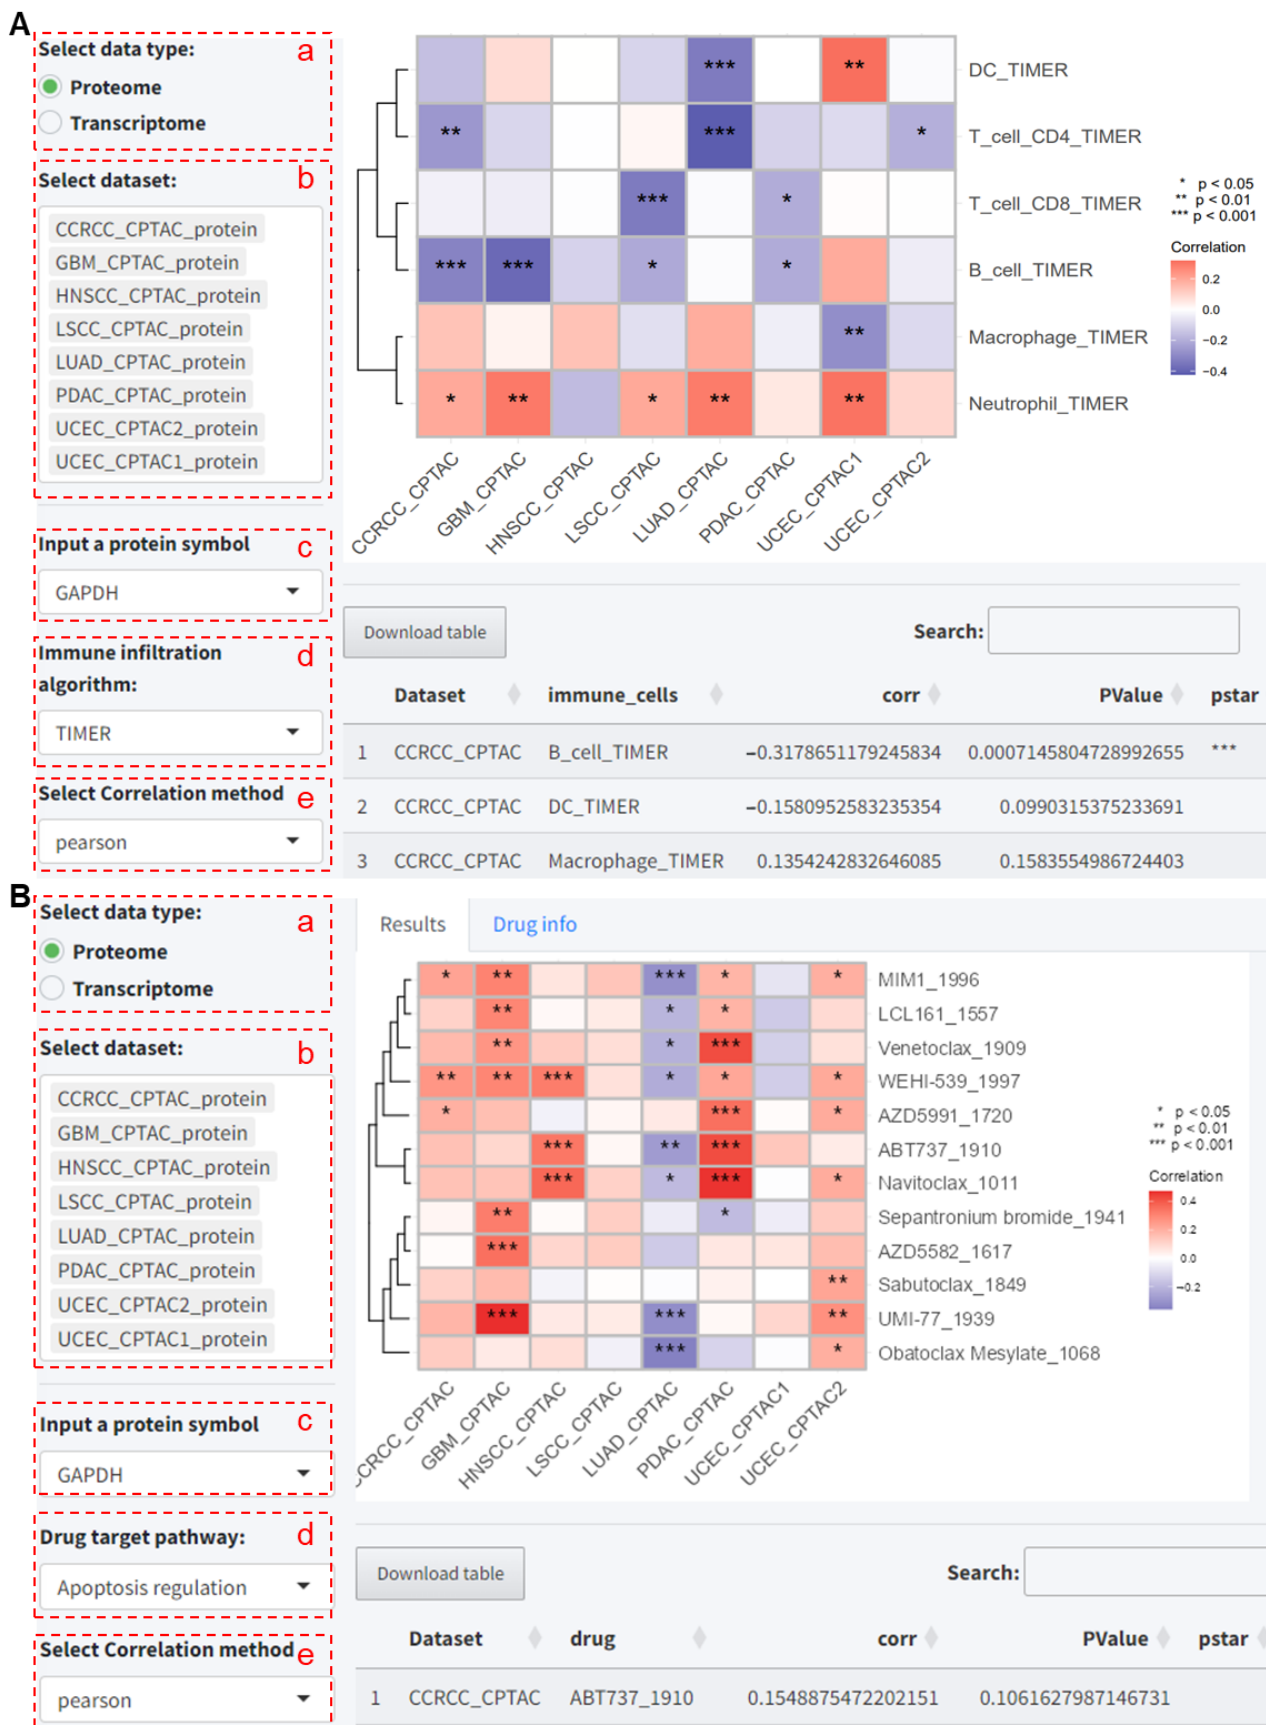 A
Select data type:
a
Proteome
Transcriptome
Select dataset:
b
CCRCC_CPTAC_protein
GBM_CPTAC_protein
HNSCC_CPTAC_protein
LSCC_CPTAC_protein
LUAD_CPTAC_protein
PDAC_CPTAC_protein
UCEC_CPTAC2_protein
UCEC_CPTAC1_protein
Input a protein symbol
c
GAPDH
Immune infiltration
algorithm:
d
TIMER
Select Correlation method
e
pearson
*** ** DC_TIMER
** *** * T_cell_CD4_TIMER
*** * T_cell_CD8_TIMER
*** *** * * B_cell_TIMER
** Macrophage_TIMER
* ** * ** ** Neutrophil_TIMER
CCRCC_CPTAC GBM_CPTAC HNSCC_CPTAC LSCC_CPTAC LUAD_CPTAC PDAC_CPTAC UCEC_CPTAC1 UCEC_CPTAC2
* p < 0.05
** p < 0.01
*** p < 0.001
Correlation
0.2
0.0
−0.2
−0.4
Download table
Search:
Dataset immune_cells corr PValue pstar
1 CCRCC_CPTAC B_cell_TIMER −0.3178651179245834 0.0007145804728992655 ***
2 CCRCC_CPTAC DC_TIMER −0.1580952583235354 0.0990315375233691
3 CCRCC_CPTAC Macrophage_TIMER 0.1354242832646085 0.1583554986724403
B
Select data type:
a
Proteome
Transcriptome
Select dataset:
b
CCRCC_CPTAC_protein
GBM_CPTAC_protein
HNSCC_CPTAC_protein
LSCC_CPTAC_protein
LUAD_CPTAC_protein
PDAC_CPTAC_protein
UCEC_CPTAC2_protein
UCEC_CPTAC1_protein
Input a protein symbol
c
GAPDH
Drug target pathway:
d
Apoptosis regulation
Select Correlation method
e
pearson
Results
Drug info
* ** *** * * MIM1_1996
** * * LCL161_1557
** * *** Venetoclax_1909
** ** *** * * * WEHI-539_1997
* *** * AZD5991_1720
*** ** *** ABT737_1910
*** * *** * Navitoclax_1011
** * Sepantronium bromide_1941
*** AZD5582_1617
** Sabutoclax_1849
*** *** ** UMI-77_1939
*** * Obatoclax Mesylate_1068
CCRCC_CPTAC GBM_CPTAC HNSCC_CPTAC LSCC_CPTAC LUAD_CPTAC PDAC_CPTAC UCEC_CPTAC1 UCEC_CPTAC2
* p < 0.05
** p < 0.01
*** p < 0.001
Correlation
0.4
0.2
0.0
−0.2
Download table
Search:
Dataset drug corr PValue pstar
1 CCRCC_CPTAC ABT737_1910 0.1548875472202151 0.1061627987146731